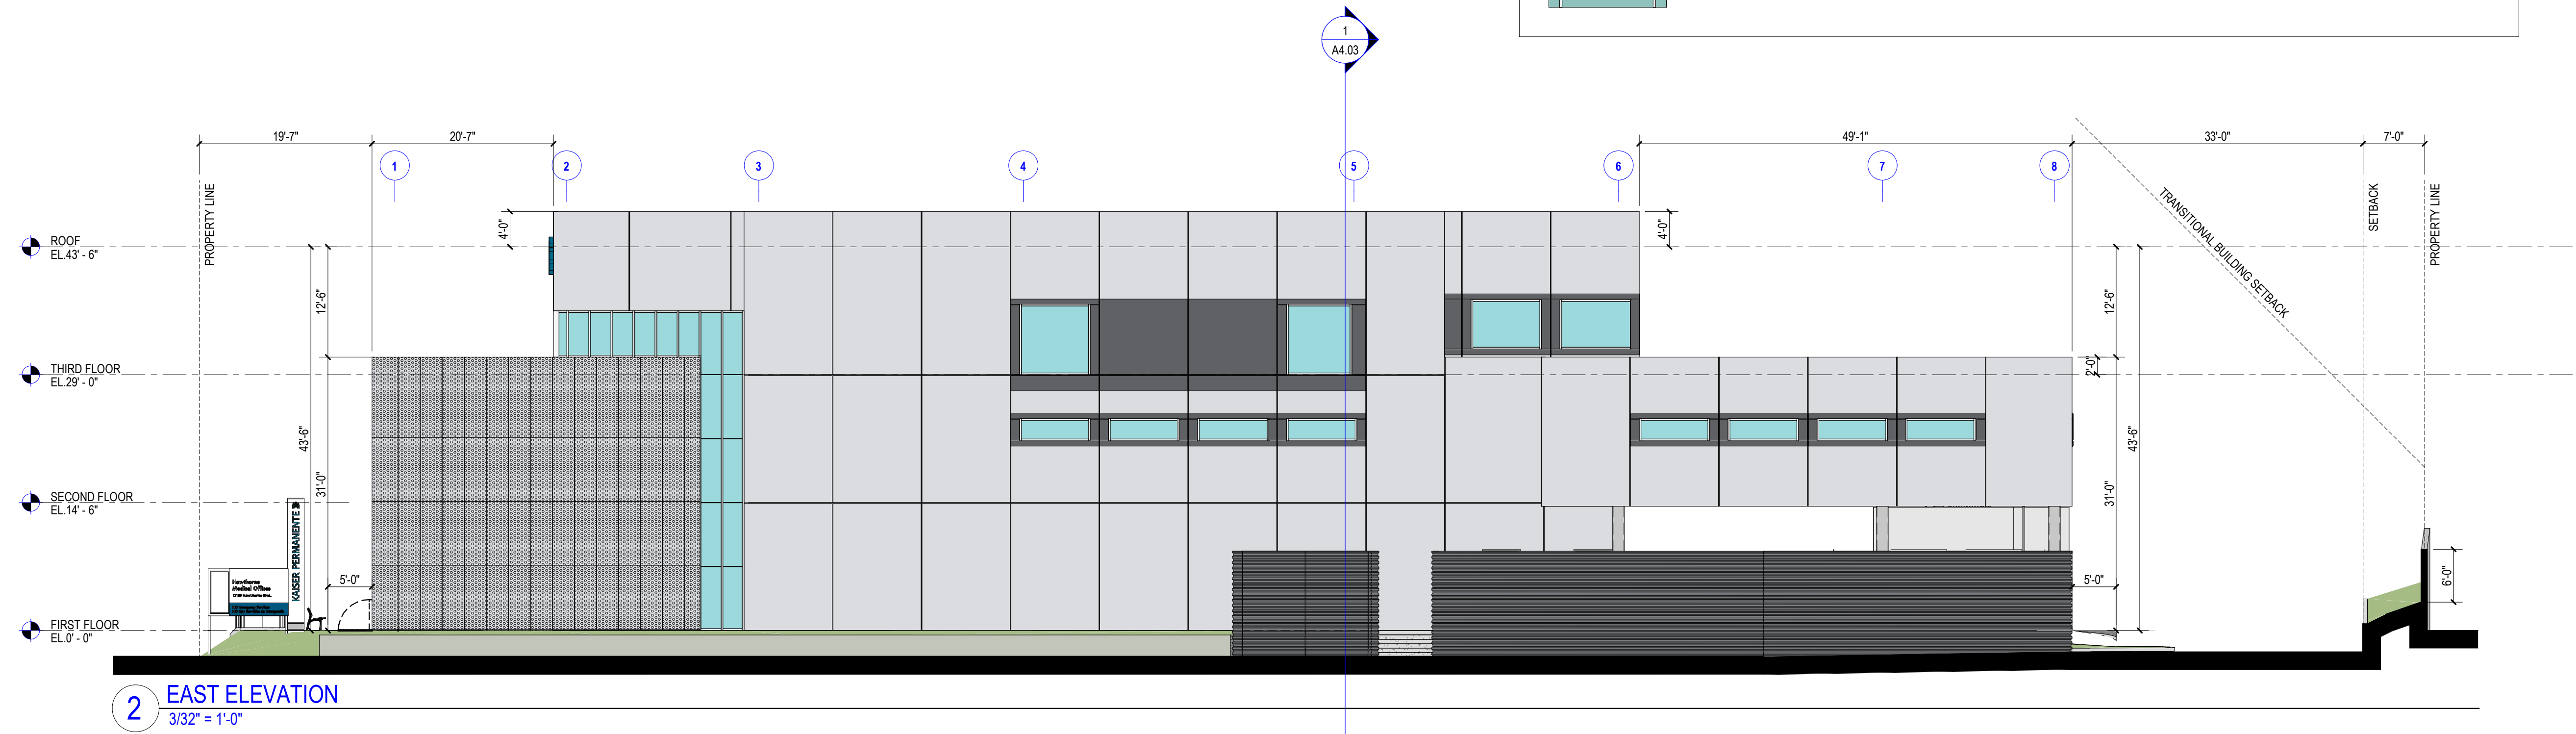 1
A4.03
19'-7"
20'-7"
49'-1"
33'-0"
7'-0"
1
2
3
4
5
6
7
8
PROPERTY LINE
4'-0"
4'-0"
TRANSITIONAL BUILDING SETBACK
SETBACK
PROPERTY LINE
ROOF
EL.43' - 6"
12'-6"
12'-6"
THIRD FLOOR
EL.29' - 0"
2'-0"
43'-6"
31'-0"
43'-6"
31'-0"
SECOND FLOOR
EL.14' - 6"
KAISER PERMANENTE
Hawthorne
Medical Offices
5'-0"
5'-0"
6'-0"
FIRST FLOOR
EL.0' - 0"
2
EAST ELEVATION
3/32" = 1'-0"